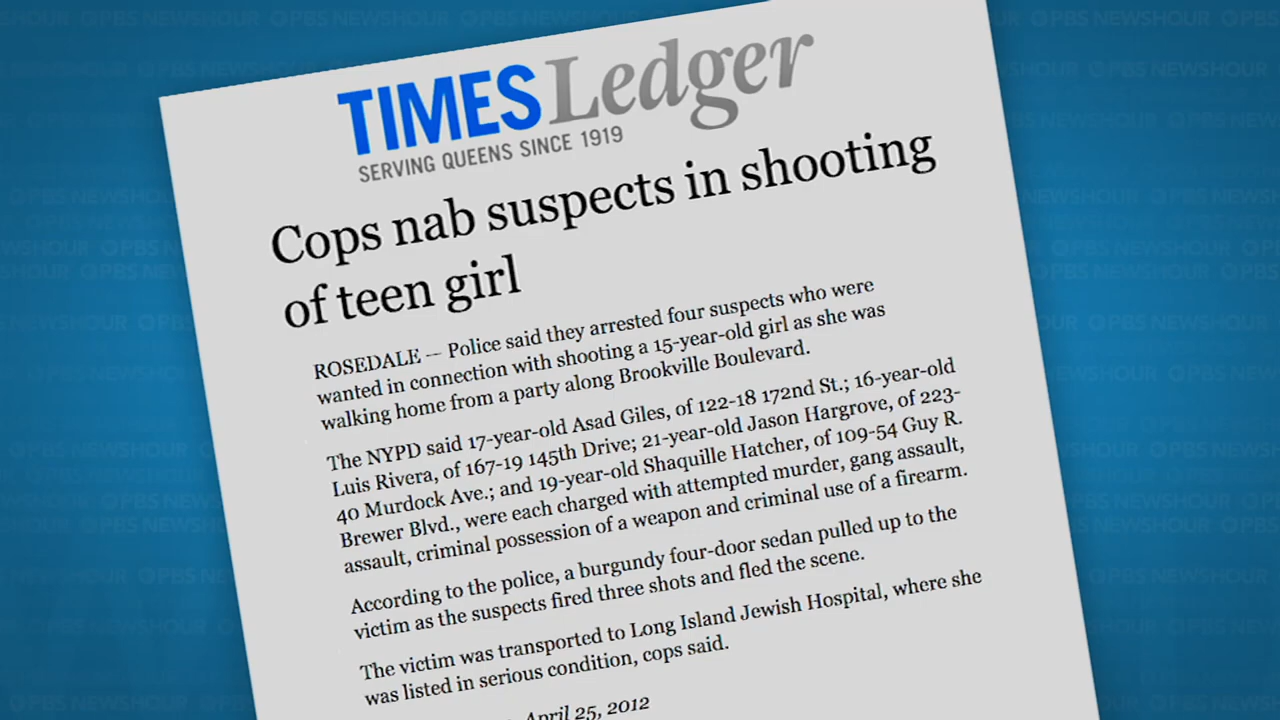 TIMES Ledger
SERVING QUEENS SINCE 1919
Cops nab suspects in shooting
of teen girl
ROSEDALE — Police said they arrested four suspects who were
wanted in connection with shooting a 15-year-old girl as she was
walking home from a party along Brookville Boulevard.
The NYPD said 17-year-old Asad Giles, of 122-18 172nd St.; 16-year-old
Luis Rivera, of 167-19 145th Drive; 21-year-old Jason Hargrove, of 223-
40 Murdock Ave.; and 19-year-old Shaquille Hatcher, of 109-54 Guy R.
Brewer Blvd., were each charged with attempted murder, gang assault,
assault, criminal possession of a weapon and criminal use of a firearm.
According to the police, a burgundy four-door sedan pulled up to the
victim as the suspects fired three shots and fled the scene.
The victim was transported to Long Island Jewish Hospital, where she
was listed in serious condition, cops said.
April 25, 2012
PBS NEWSHOUR